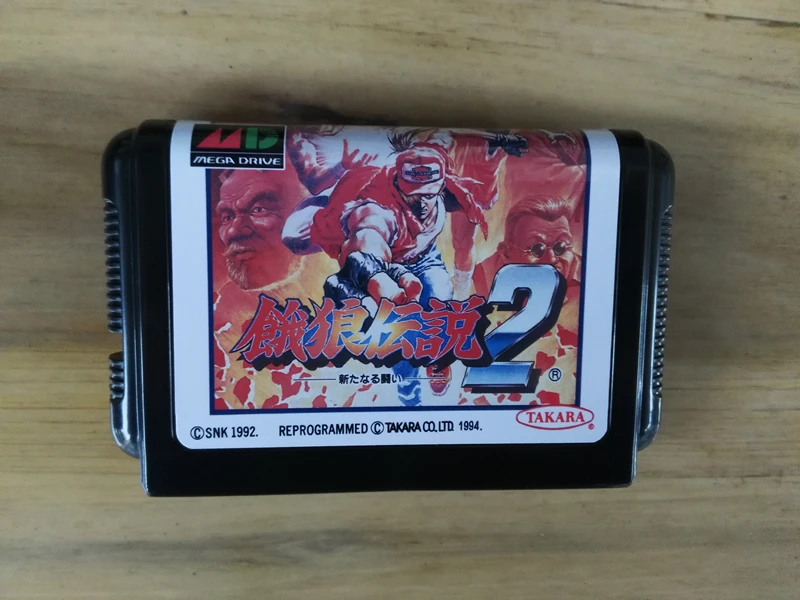 MD
MEGA DRIVE
餓狼伝説2
新たなる闘い
®
TAKARA®
©SNK 1992. REPROGRAMMED © TAKARA CO., LTD. 1994.